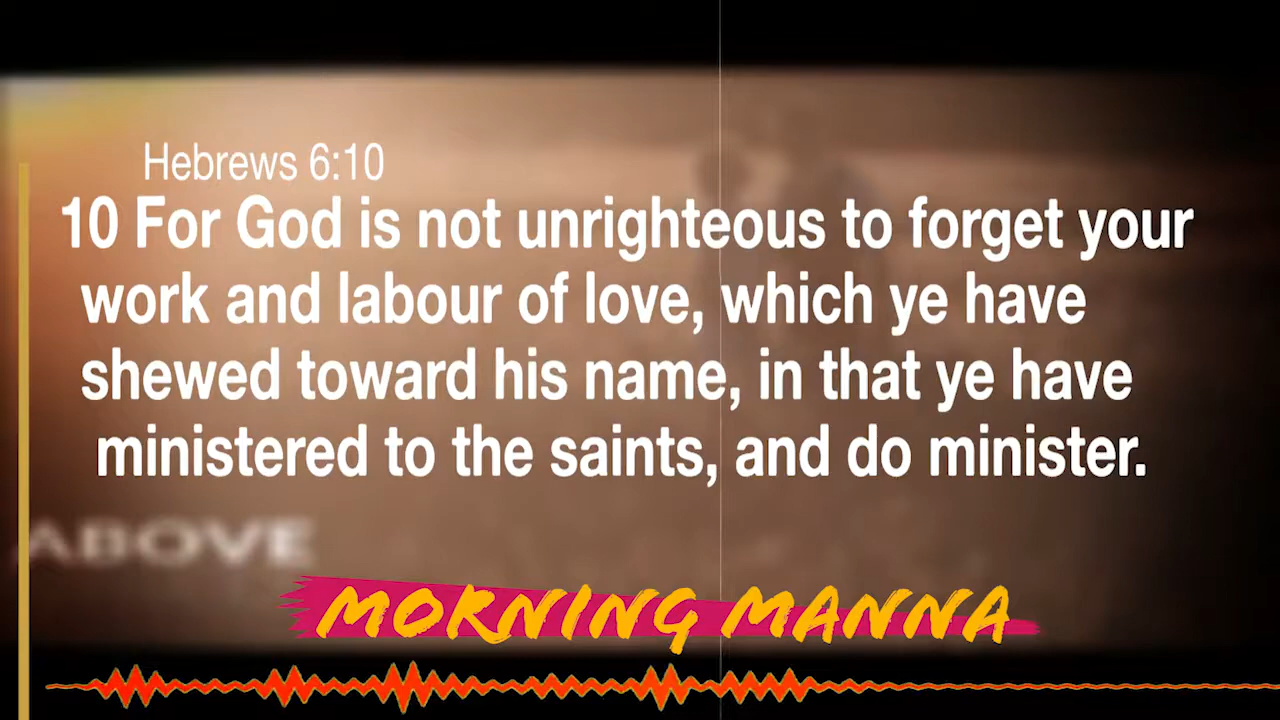 Hebrews 6:10
10 For God is not unrighteous to forget your
work and labour of love, which ye have
shewed toward his name, in that ye have
ministered to the saints, and do minister.
ABOVE
MORNING MANNA